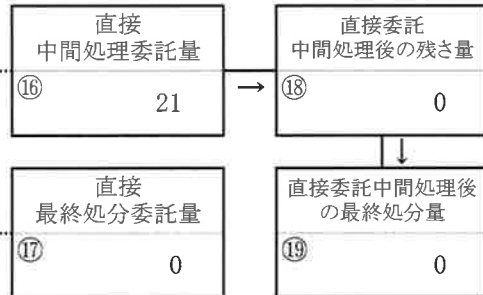 直接
中間処理委託量
⑯
21
→
直接委託
中間処理後の残さ量
⑱
0
↓
直接
最終処分委託量
⑰
0
直接委託中間処理後
の最終処分量
⑲
0